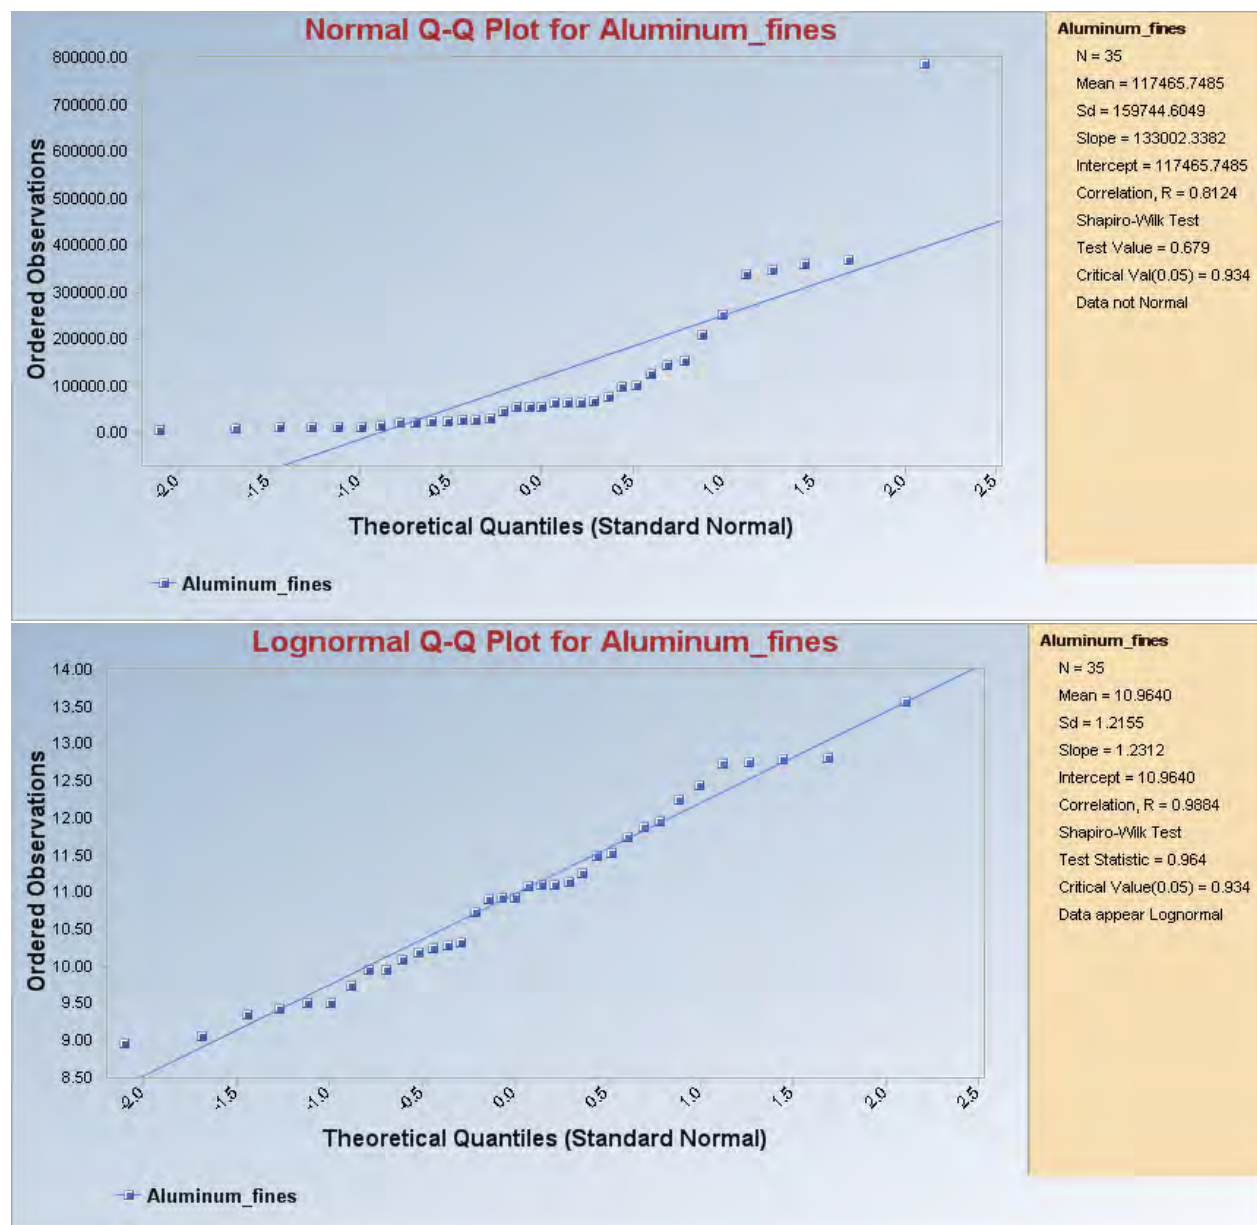 Normal Q-Q Plot for Aluminum_fines
Ordered Observations
800000.00
700000.00
600000.00
500000.00
400000.00
300000.00
200000.00
100000.00
0.00
-2.0 -1.5 -1.0 -0.5 0.0 0.5 1.0 1.5 2.0 2.5
Theoretical Quantiles (Standard Normal)
Aluminum_fines
Aluminum_fines
N = 35
Mean = 117465.7485
Sd = 159744.6049
Slope = 133002.3382
Intercept = 117465.7485
Correlation, R = 0.8124
Shapiro-Wilk Test
Test Value = 0.679
Critical Val(0.05) = 0.934
Data not Normal
Lognormal Q-Q Plot for Aluminum_fines
Ordered Observations
14.00
13.50
13.00
12.50
12.00
11.50
11.00
10.50
10.00
9.50
9.00
8.50
-2.0 -1.5 -1.0 -0.5 0.0 0.5 1.0 1.5 2.0 2.5
Theoretical Quantiles (Standard Normal)
Aluminum_fines
Aluminum_fines
N = 35
Mean = 10.9640
Sd = 1.2155
Slope = 1.2312
Intercept = 10.9640
Correlation, R = 0.9884
Shapiro-Wilk Test
Test Statistic = 0.964
Critical Value(0.05) = 0.934
Data appear Lognormal